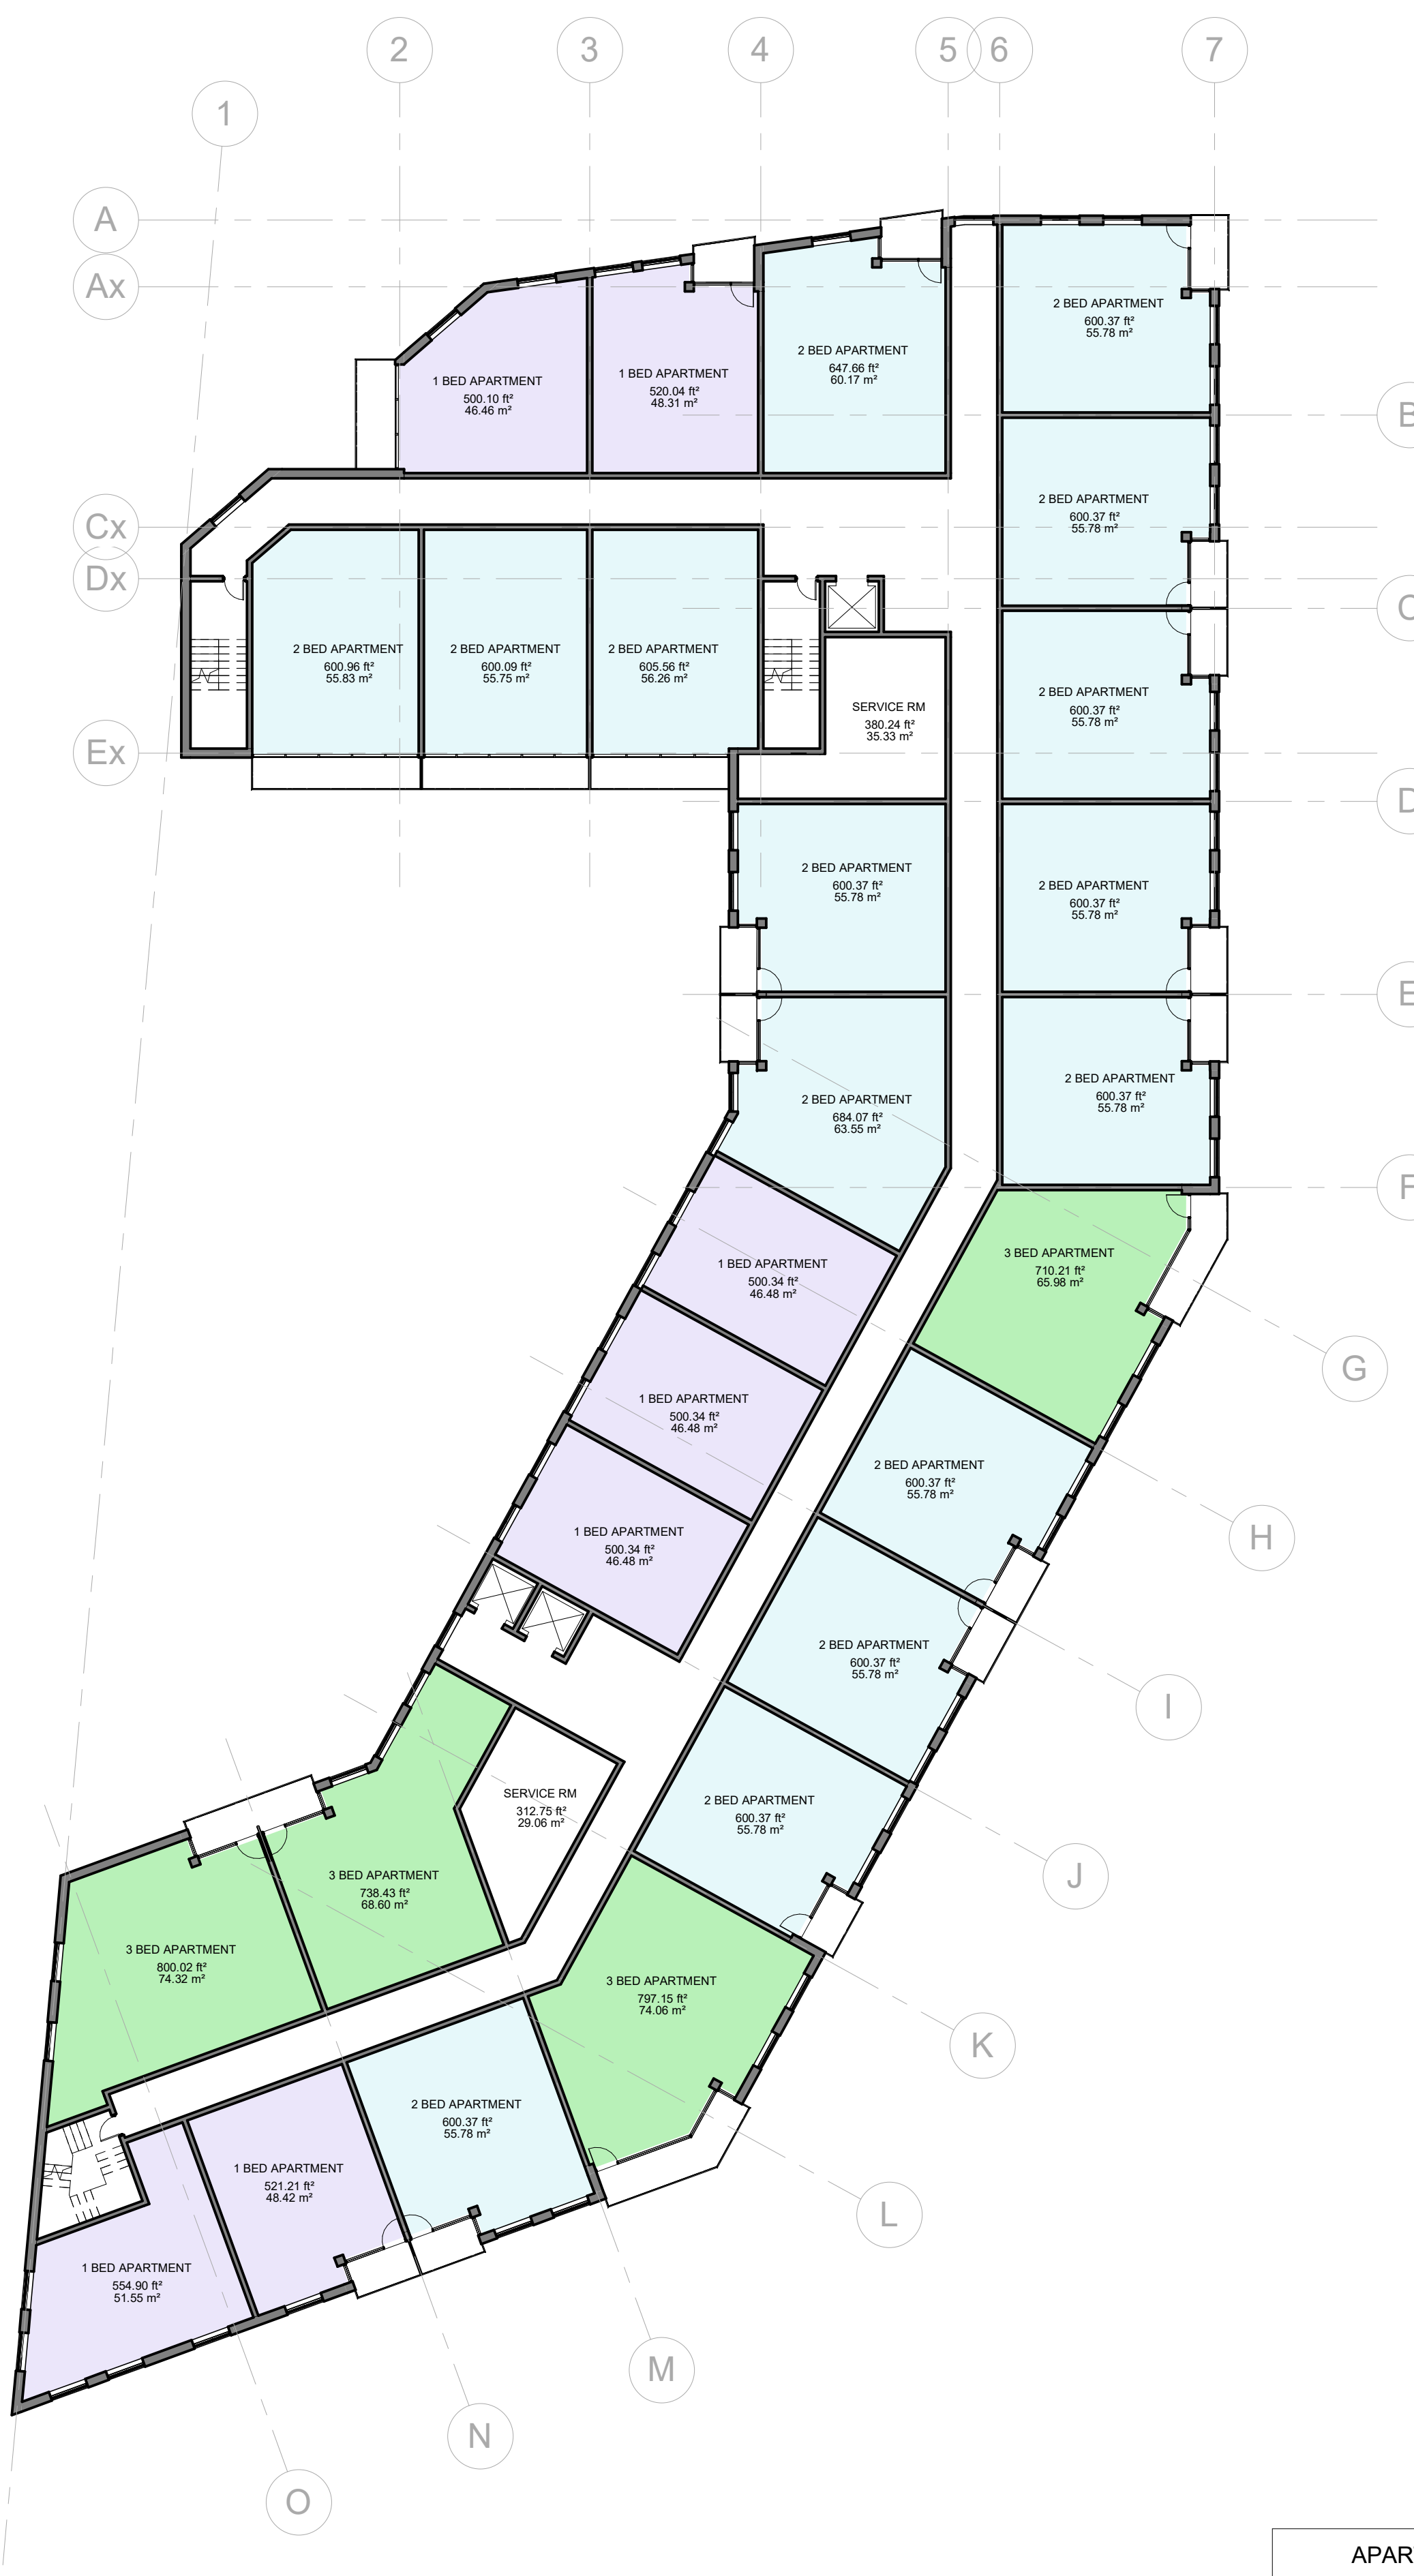 2
3
4
5
6
7
1
A
Ax
2 BED APARTMENT
600.37 ft²
55.78 m²
2 BED APARTMENT
647.66 ft²
60.17 m²
1 BED APARTMENT
520.04 ft²
48.31 m²
1 BED APARTMENT
500.10 ft²
46.46 m²
B
2 BED APARTMENT
600.37 ft²
55.78 m²
Cx
Dx
C
2 BED APARTMENT
600.96 ft²
55.83 m²
2 BED APARTMENT
600.09 ft²
55.75 m²
2 BED APARTMENT
605.56 ft²
56.26 m²
2 BED APARTMENT
600.37 ft²
55.78 m²
SERVICE RM
380.24 ft²
35.33 m²
Ex
D
2 BED APARTMENT
600.37 ft²
55.78 m²
2 BED APARTMENT
600.37 ft²
55.78 m²
E
2 BED APARTMENT
684.07 ft²
63.55 m²
2 BED APARTMENT
600.37 ft²
55.78 m²
F
3 BED APARTMENT
710.21 ft²
65.98 m²
1 BED APARTMENT
500.34 ft²
46.48 m²
G
1 BED APARTMENT
500.34 ft²
46.48 m²
2 BED APARTMENT
600.37 ft²
55.78 m²
H
1 BED APARTMENT
500.34 ft²
46.48 m²
2 BED APARTMENT
600.37 ft²
55.78 m²
I
SERVICE RM
312.75 ft²
29.06 m²
2 BED APARTMENT
600.37 ft²
55.78 m²
J
3 BED APARTMENT
738.43 ft²
68.60 m²
3 BED APARTMENT
800.02 ft²
74.32 m²
3 BED APARTMENT
797.15 ft²
74.06 m²
K
2 BED APARTMENT
600.37 ft²
55.78 m²
1 BED APARTMENT
521.21 ft²
48.42 m²
L
1 BED APARTMENT
554.90 ft²
51.55 m²
M
N
O
APAR